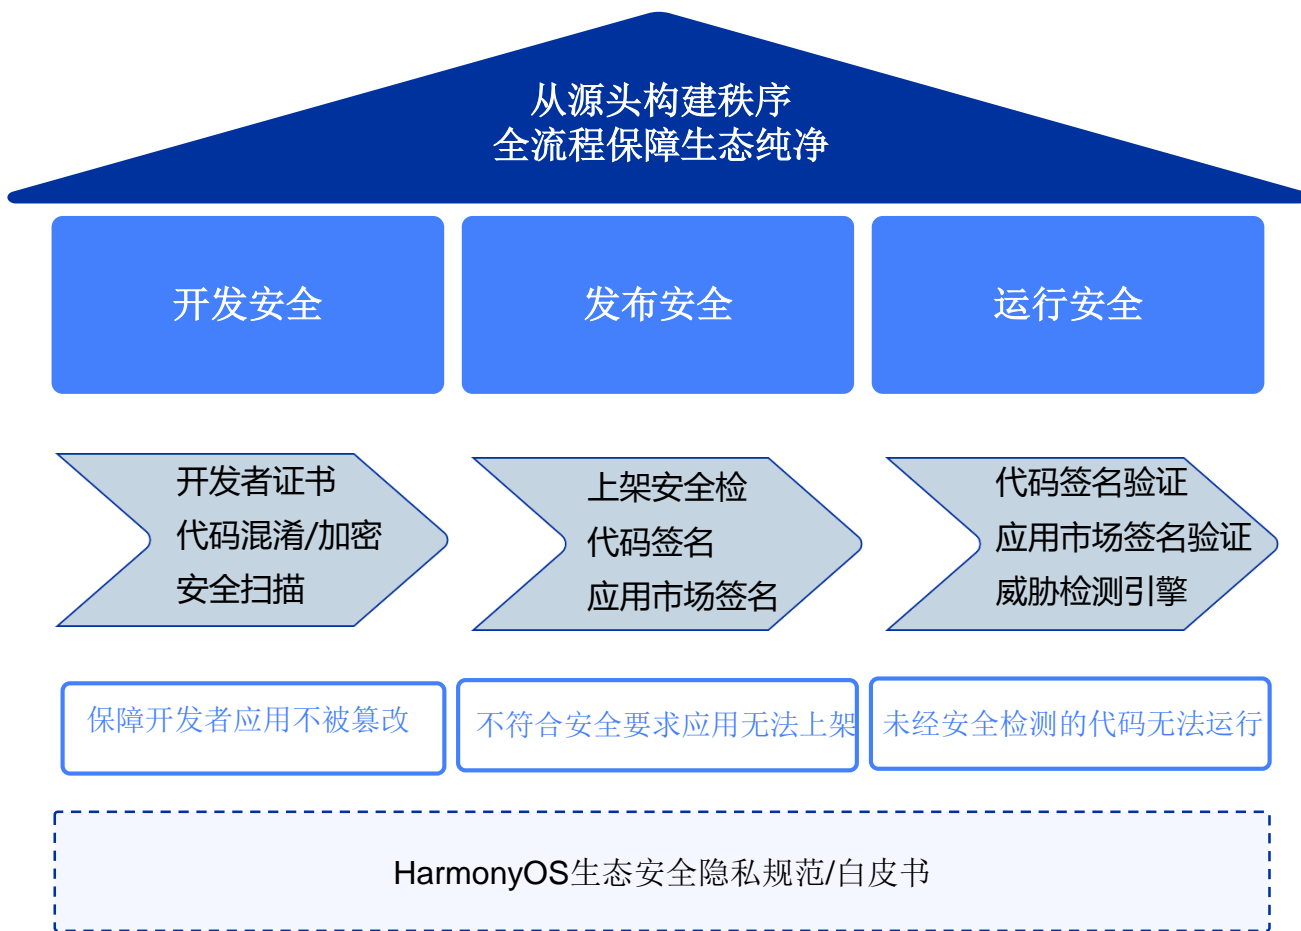 从源头构建秩序
全流程保障生态纯净
开发安全
发布安全
运行安全
开发者证书
代码混淆/加密
安全扫描
上架安全检
代码签名
应用市场签名
代码签名验证
应用市场签名验证
威胁检测引擎
保障开发者应用不被篡改
不符合安全要求应用无法上架
未经安全检测的代码无法运行
HarmonyOS生态安全隐私规范/白皮书